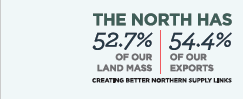 THE NORTH HAS
52.7% 54.4%
OF OUR OF OUR
LAND MASS EXPORTS
CREATING BETTER NORTHERN SUPPLY LINKS